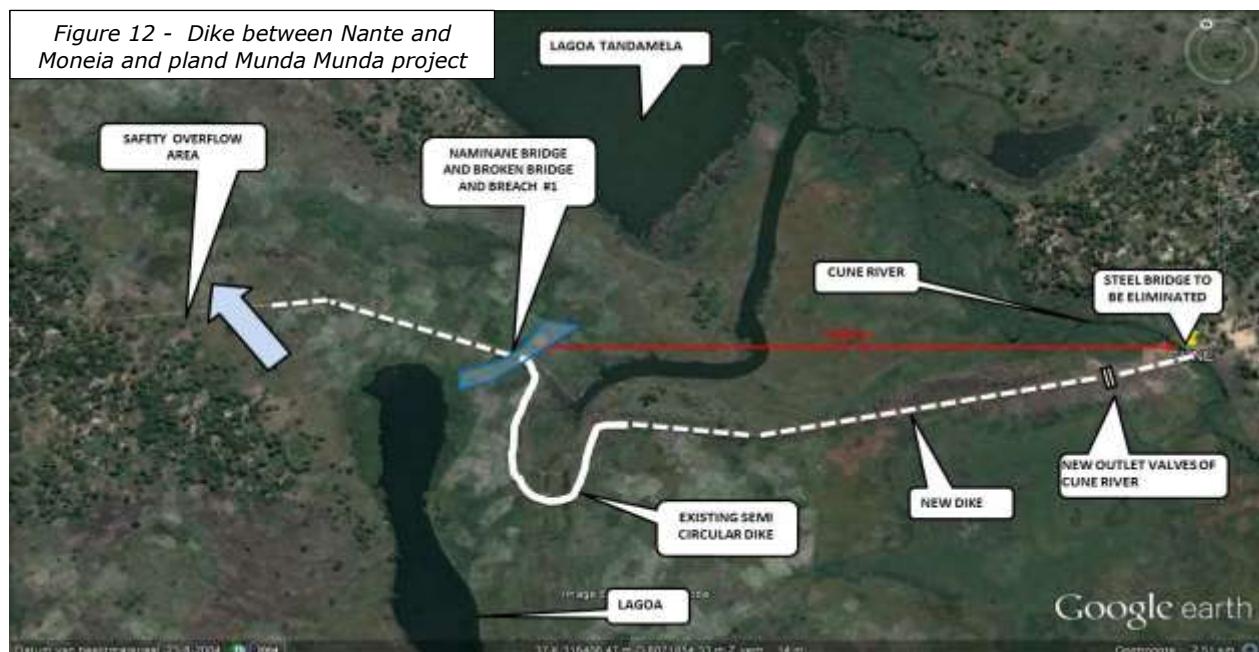 Figure 12 - Dike between Nante and
Moneia and pland Munda Munda project
LAGOA TANDAMELA
SAFETY OVERFLOW
AREA
NAMINANE BRIDGE
AND BROKEN BRIDGE
AND BREACH #1
CUNE RIVER
STEEL BRIDGE TO
BE ELIMINATED
NEW OUTLET VALVES OF
CUNE RIVER
NEW DIKE
EXISTING SEMI
CIRCULAR DIKE
LAGOA
Google earth